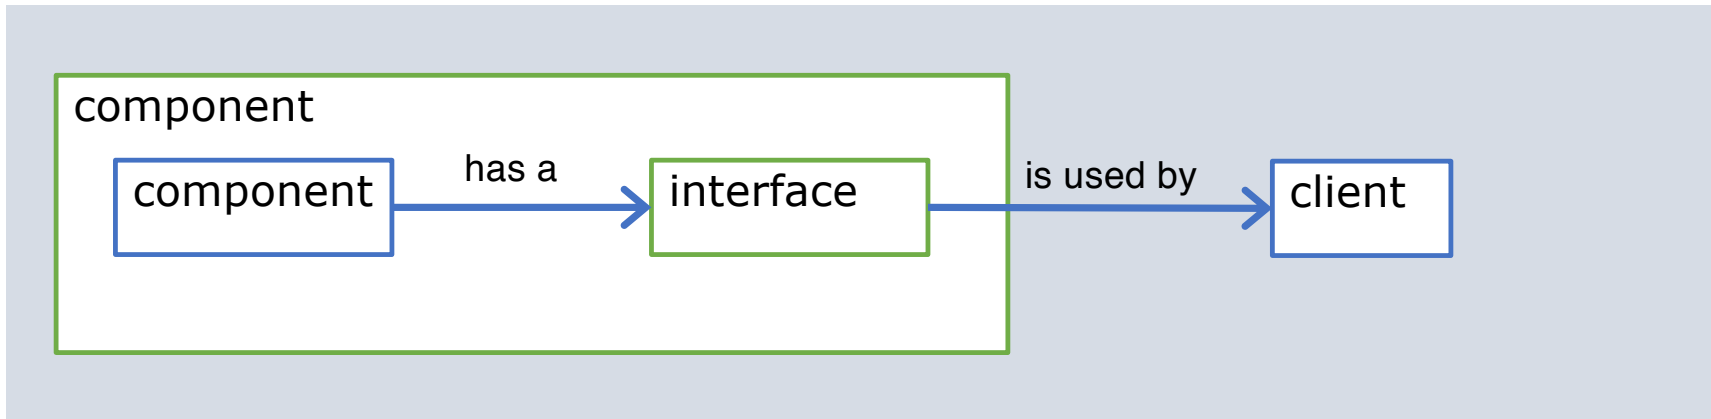 component
component
has a
interface
is used by
client